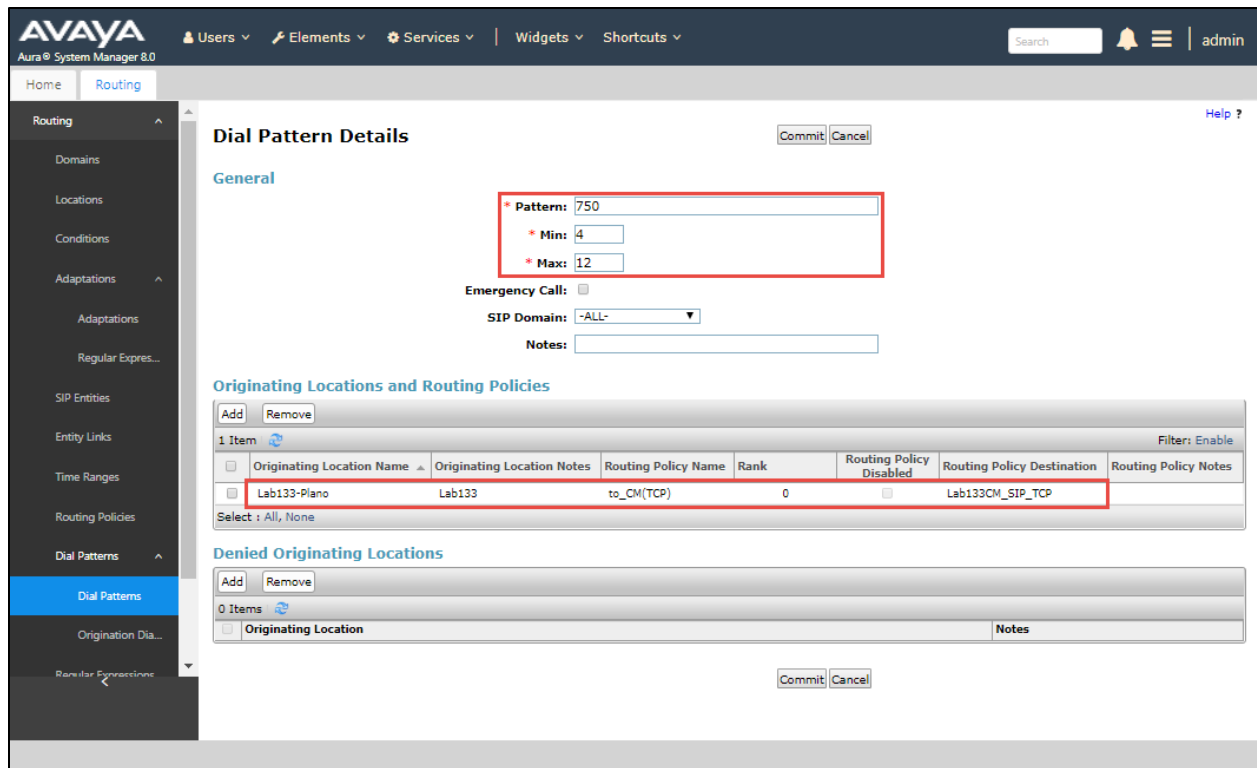 AVAYA
Aura® System Manager 8.0
Users Elements Services | Widgets Shortcuts
Search
admin
Home Routing
Help ?
Routing
Domains
Locations
Conditions
Adaptations
Adaptations
Regular Expres...
SIP Entities
Entity Links
Time Ranges
Routing Policies
Dial Patterns
Dial Patterns
Origination Dia...
Regular Expressions
Dial Pattern Details
Commit Cancel
General
* Pattern: 750
* Min: 4
* Max: 12
Emergency Call:
SIP Domain: -ALL-
Notes:
Originating Locations and Routing Policies
Add Remove
1 Item Filter: Enable
Originating Location Name Originating Location Notes Routing Policy Name Rank Routing Policy Disabled Routing Policy Destination Routing Policy Notes
Lab133-Plano Lab133 to_CM(TCP) 0 Lab133CM_SIP_TCP
Select : All, None
Denied Originating Locations
Add Remove
0 Items
Originating Location Notes
Commit Cancel